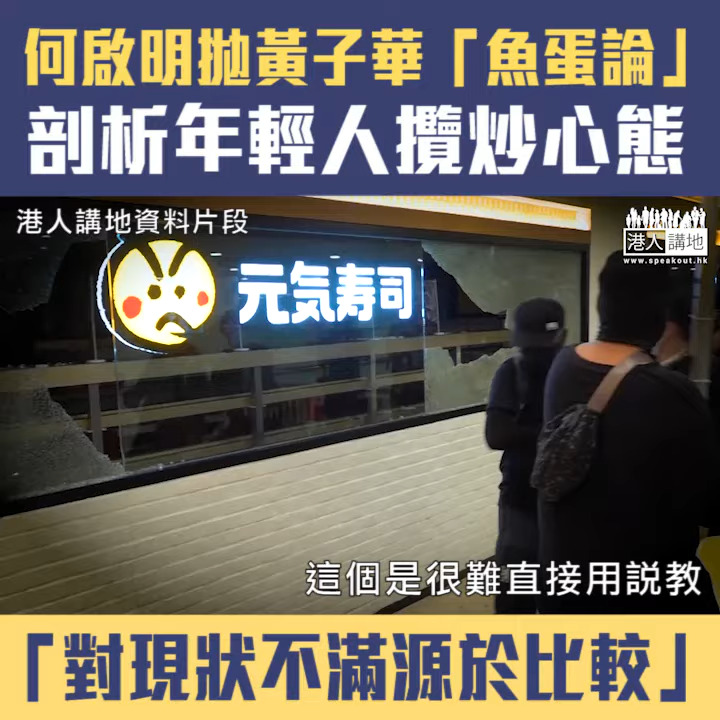 何啟明拋黃子華「魚蛋論」
剖析年輕人攬炒心態
港人講地資料片段
港人講地
www.speakout.hk
元気寿司
這個是很難直接用説教
「對現狀不滿源於比較」